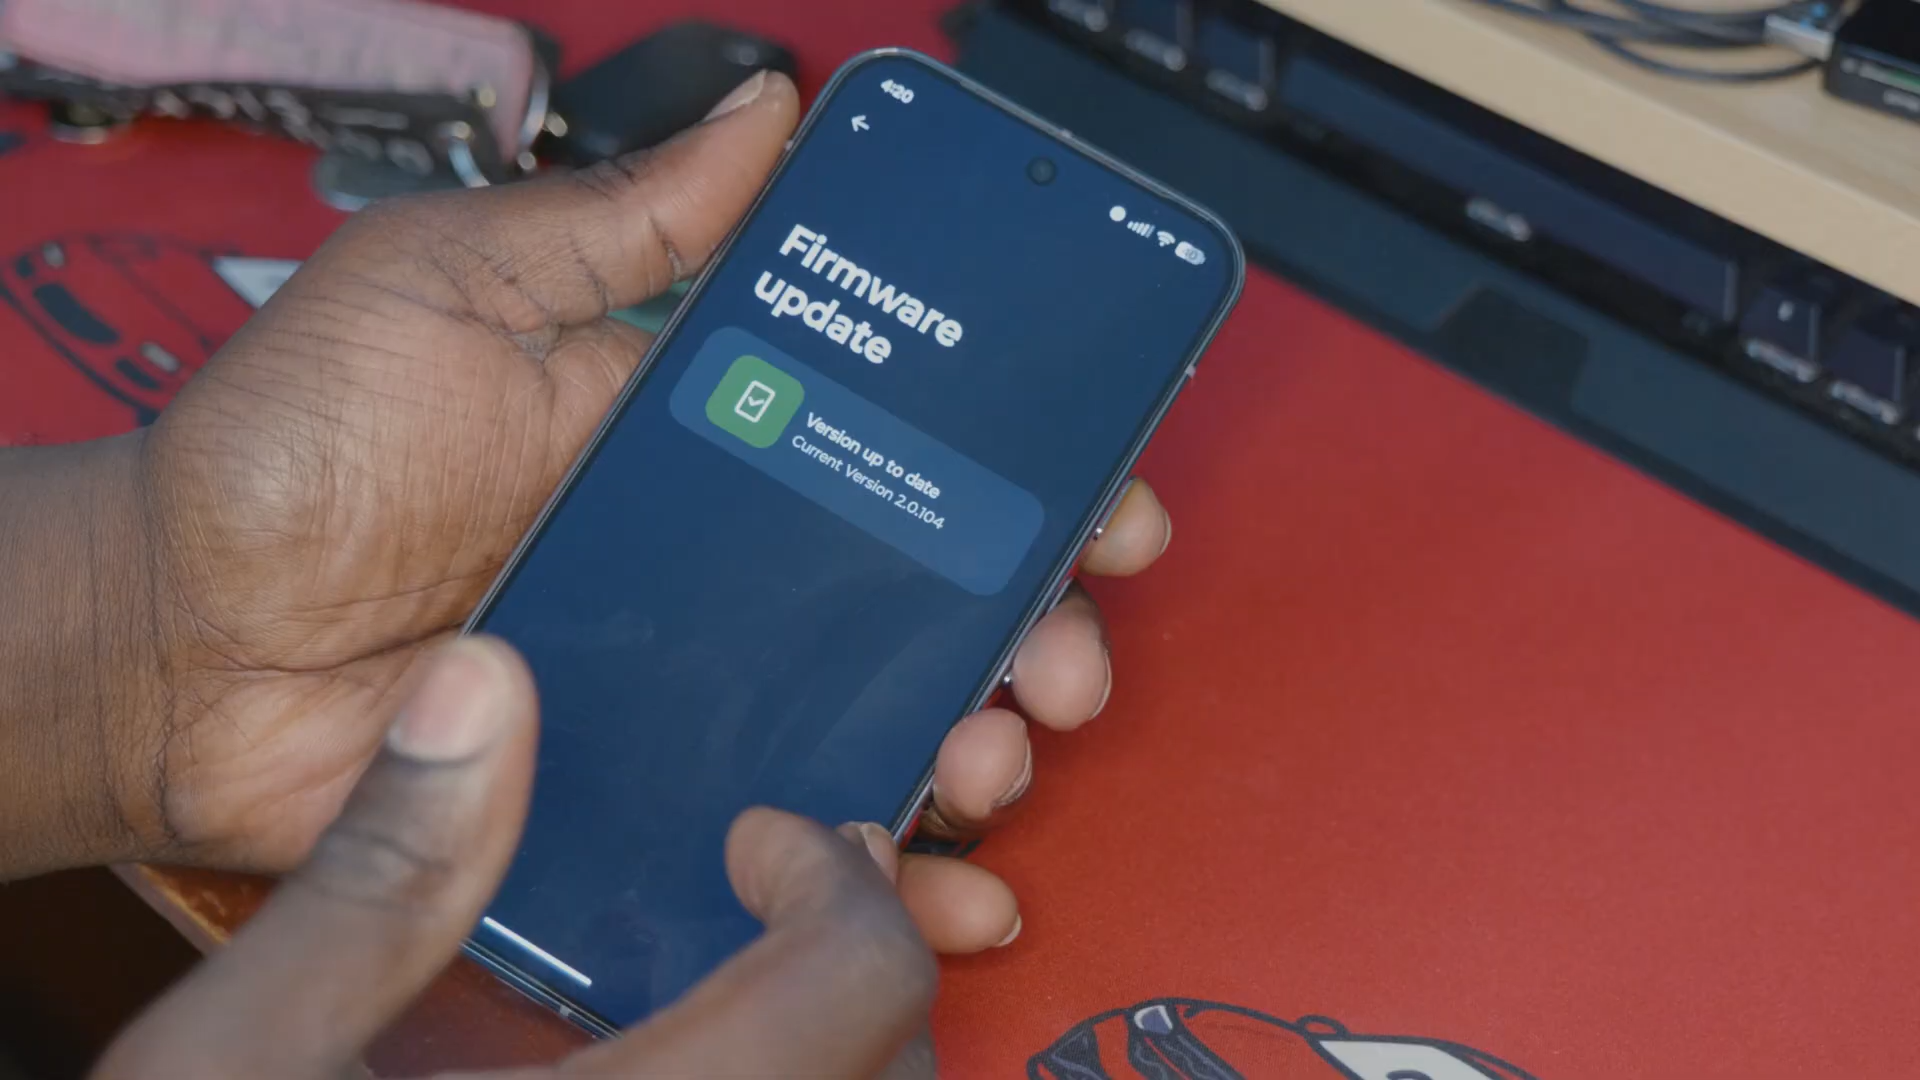 4:20
Firmware
update
Version up to date
Current Version 2.0.104